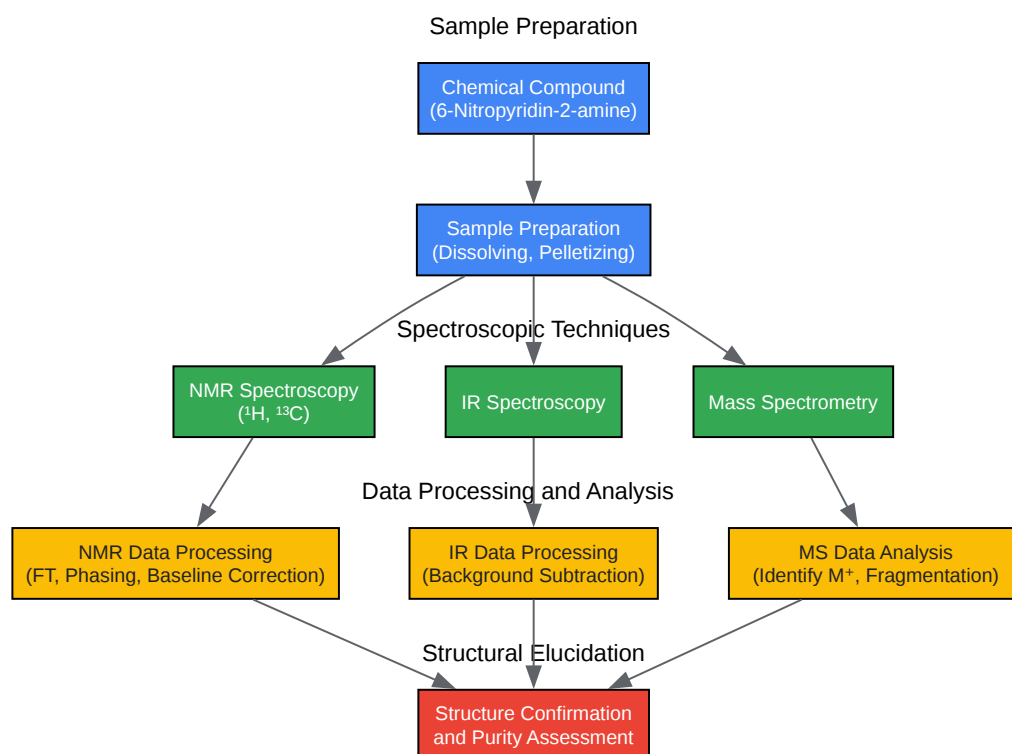 Sample Preparation
Chemical Compound
(6-Nitropyridin-2-amine)
Sample Preparation
(Dissolving, Pelletizing)
Spectroscopic Techniques
NMR Spectroscopy
(¹H, ¹³C)
IR Spectroscopy
Mass Spectrometry
Data Processing and Analysis
NMR Data Processing
(FT, Phasing, Baseline Correction)
IR Data Processing
(Background Subtraction)
MS Data Analysis
(Identify M⁺, Fragmentation)
Structural Elucidation
Structure Confirmation
and Purity Assessment